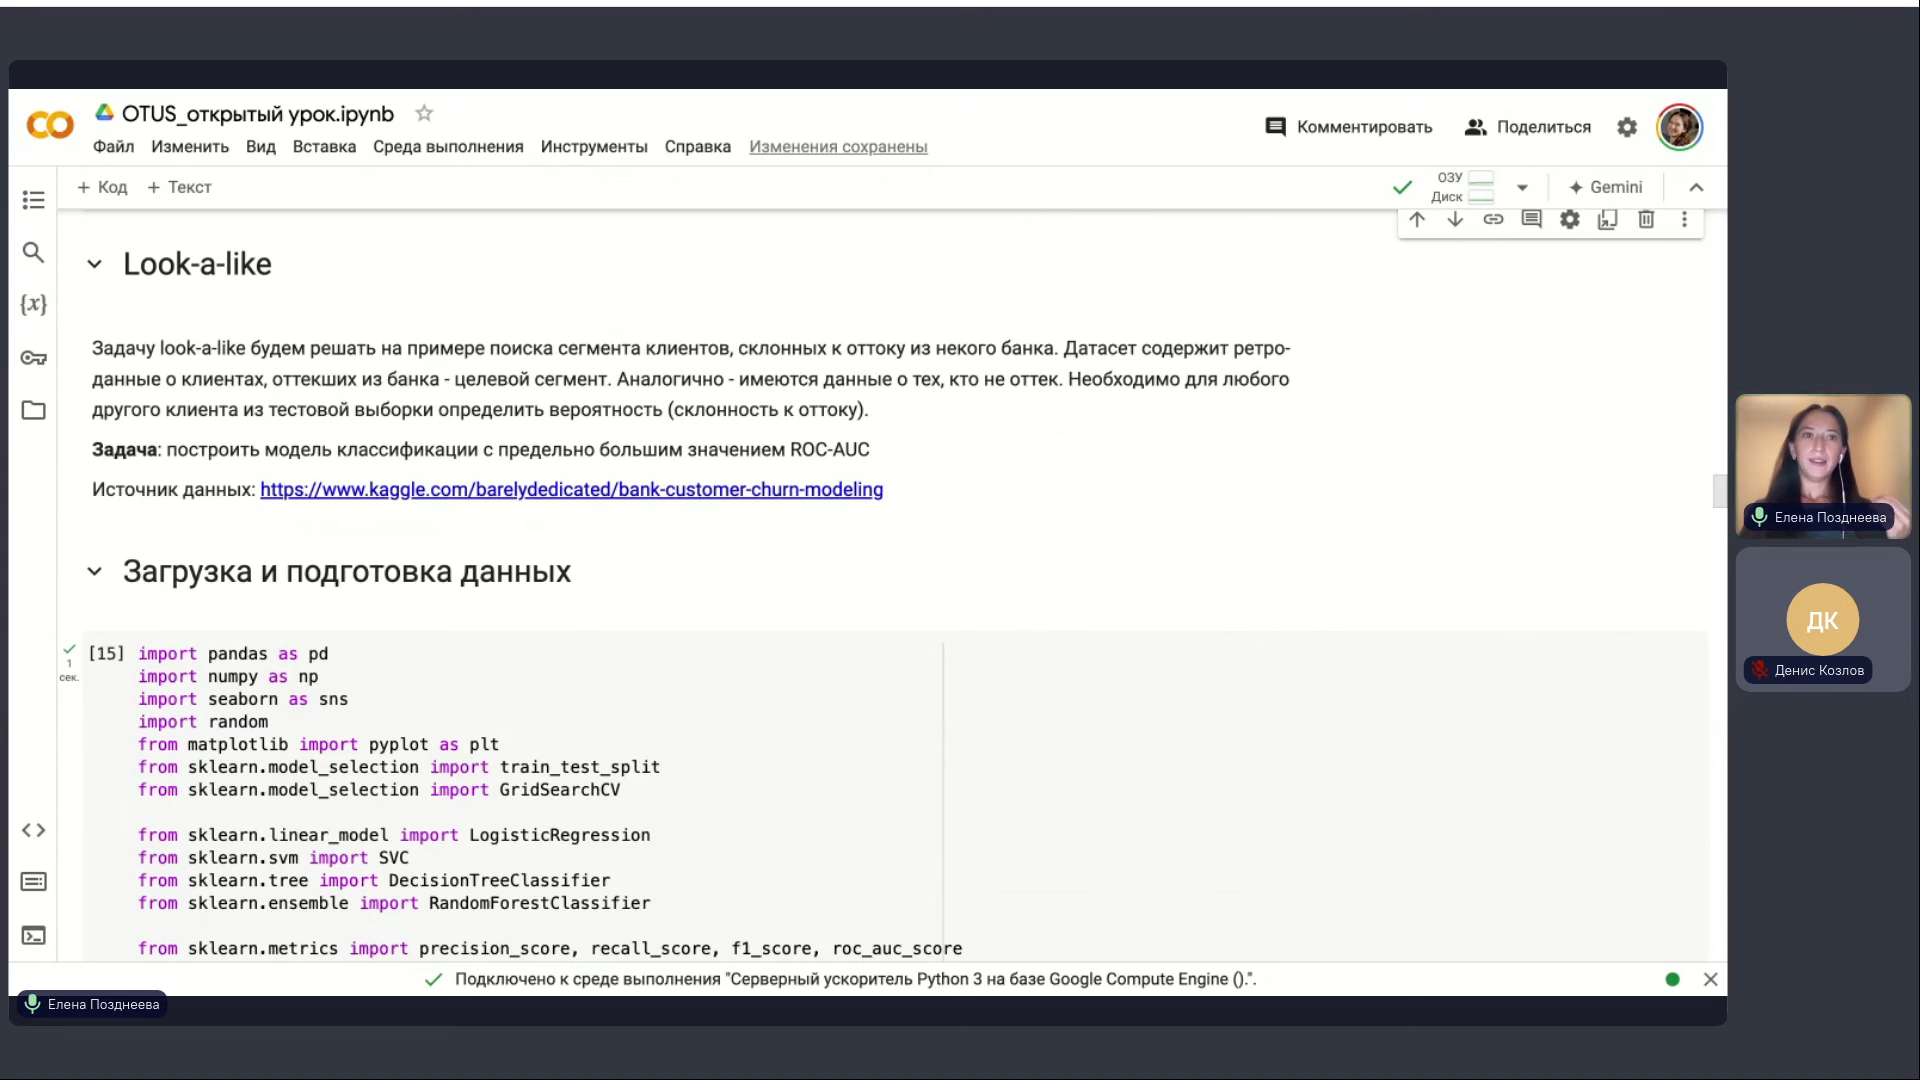 OTUS_открытый урок.ipynb
Файл Изменить Вид Вставка Среда выполнения Инструменты Справка Изменения сохранены
Комментировать
Поделиться
+ Код + Текст
ОЗУ
Диск
Gemini
Look-a-like
Задачу look-a-like будем решать на примере поиска сегмента клиентов, склонных к оттоку из некого банка. Датасет содержит ретро-
данные о клиентах, оттекших из банка - целевой сегмент. Аналогично - имеются данные о тех, кто не оттек. Необходимо для любого
другого клиента из тестовой выборки определить вероятность (склонность к оттоку).
Задача: построить модель классификации с предельно большим значением ROC-AUC
Источник данных: https://www.kaggle.com/barelydedicated/bank-customer-churn-modeling
Загрузка и подготовка данных
1
сек.
[15] import pandas as pd
import numpy as np
import seaborn as sns
import random
from matplotlib import pyplot as plt
from sklearn.model_selection import train_test_split
from sklearn.model_selection import GridSearchCV
from sklearn.linear_model import LogisticRegression
from sklearn.svm import SVC
from sklearn.tree import DecisionTreeClassifier
from sklearn.ensemble import RandomForestClassifier
from sklearn.metrics import precision_score, recall_score, f1_score, roc_auc_score
Подключено к среде выполнения "Серверный ускоритель Python 3 на базе Google Compute Engine ().".
Елена Позднеева
Елена Позднеева
ДК
Денис Козлов